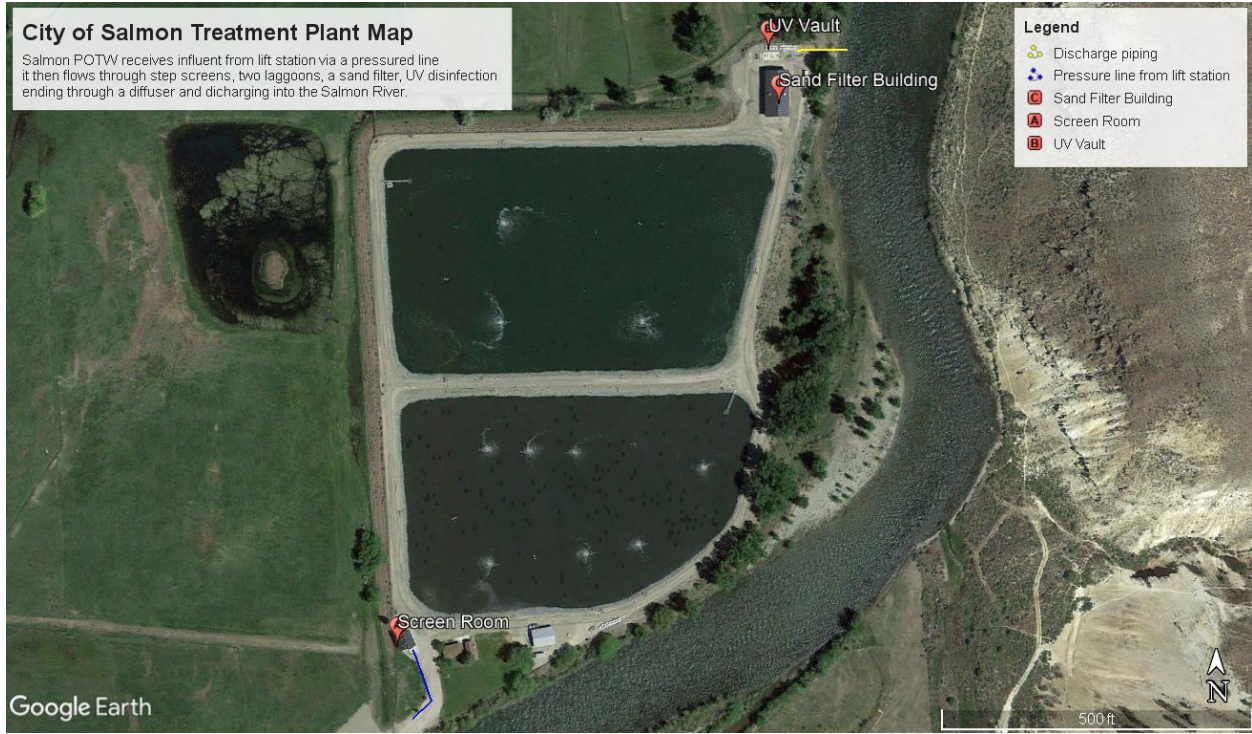 City of Salmon Treatment Plant Map
Salmon POTW receives influent from lift station via a pressured line
it then flows through step screens, two laggoons, a sand filter, UV disinfection
ending through a diffuser and dicharging into the Salmon River.
UV Vault
Sand Filter Building
Legend
Discharge piping
Pressure line from lift station
C Sand Filter Building
A Screen Room
B UV Vault
Screen Room
Google Earth
N
500 ft